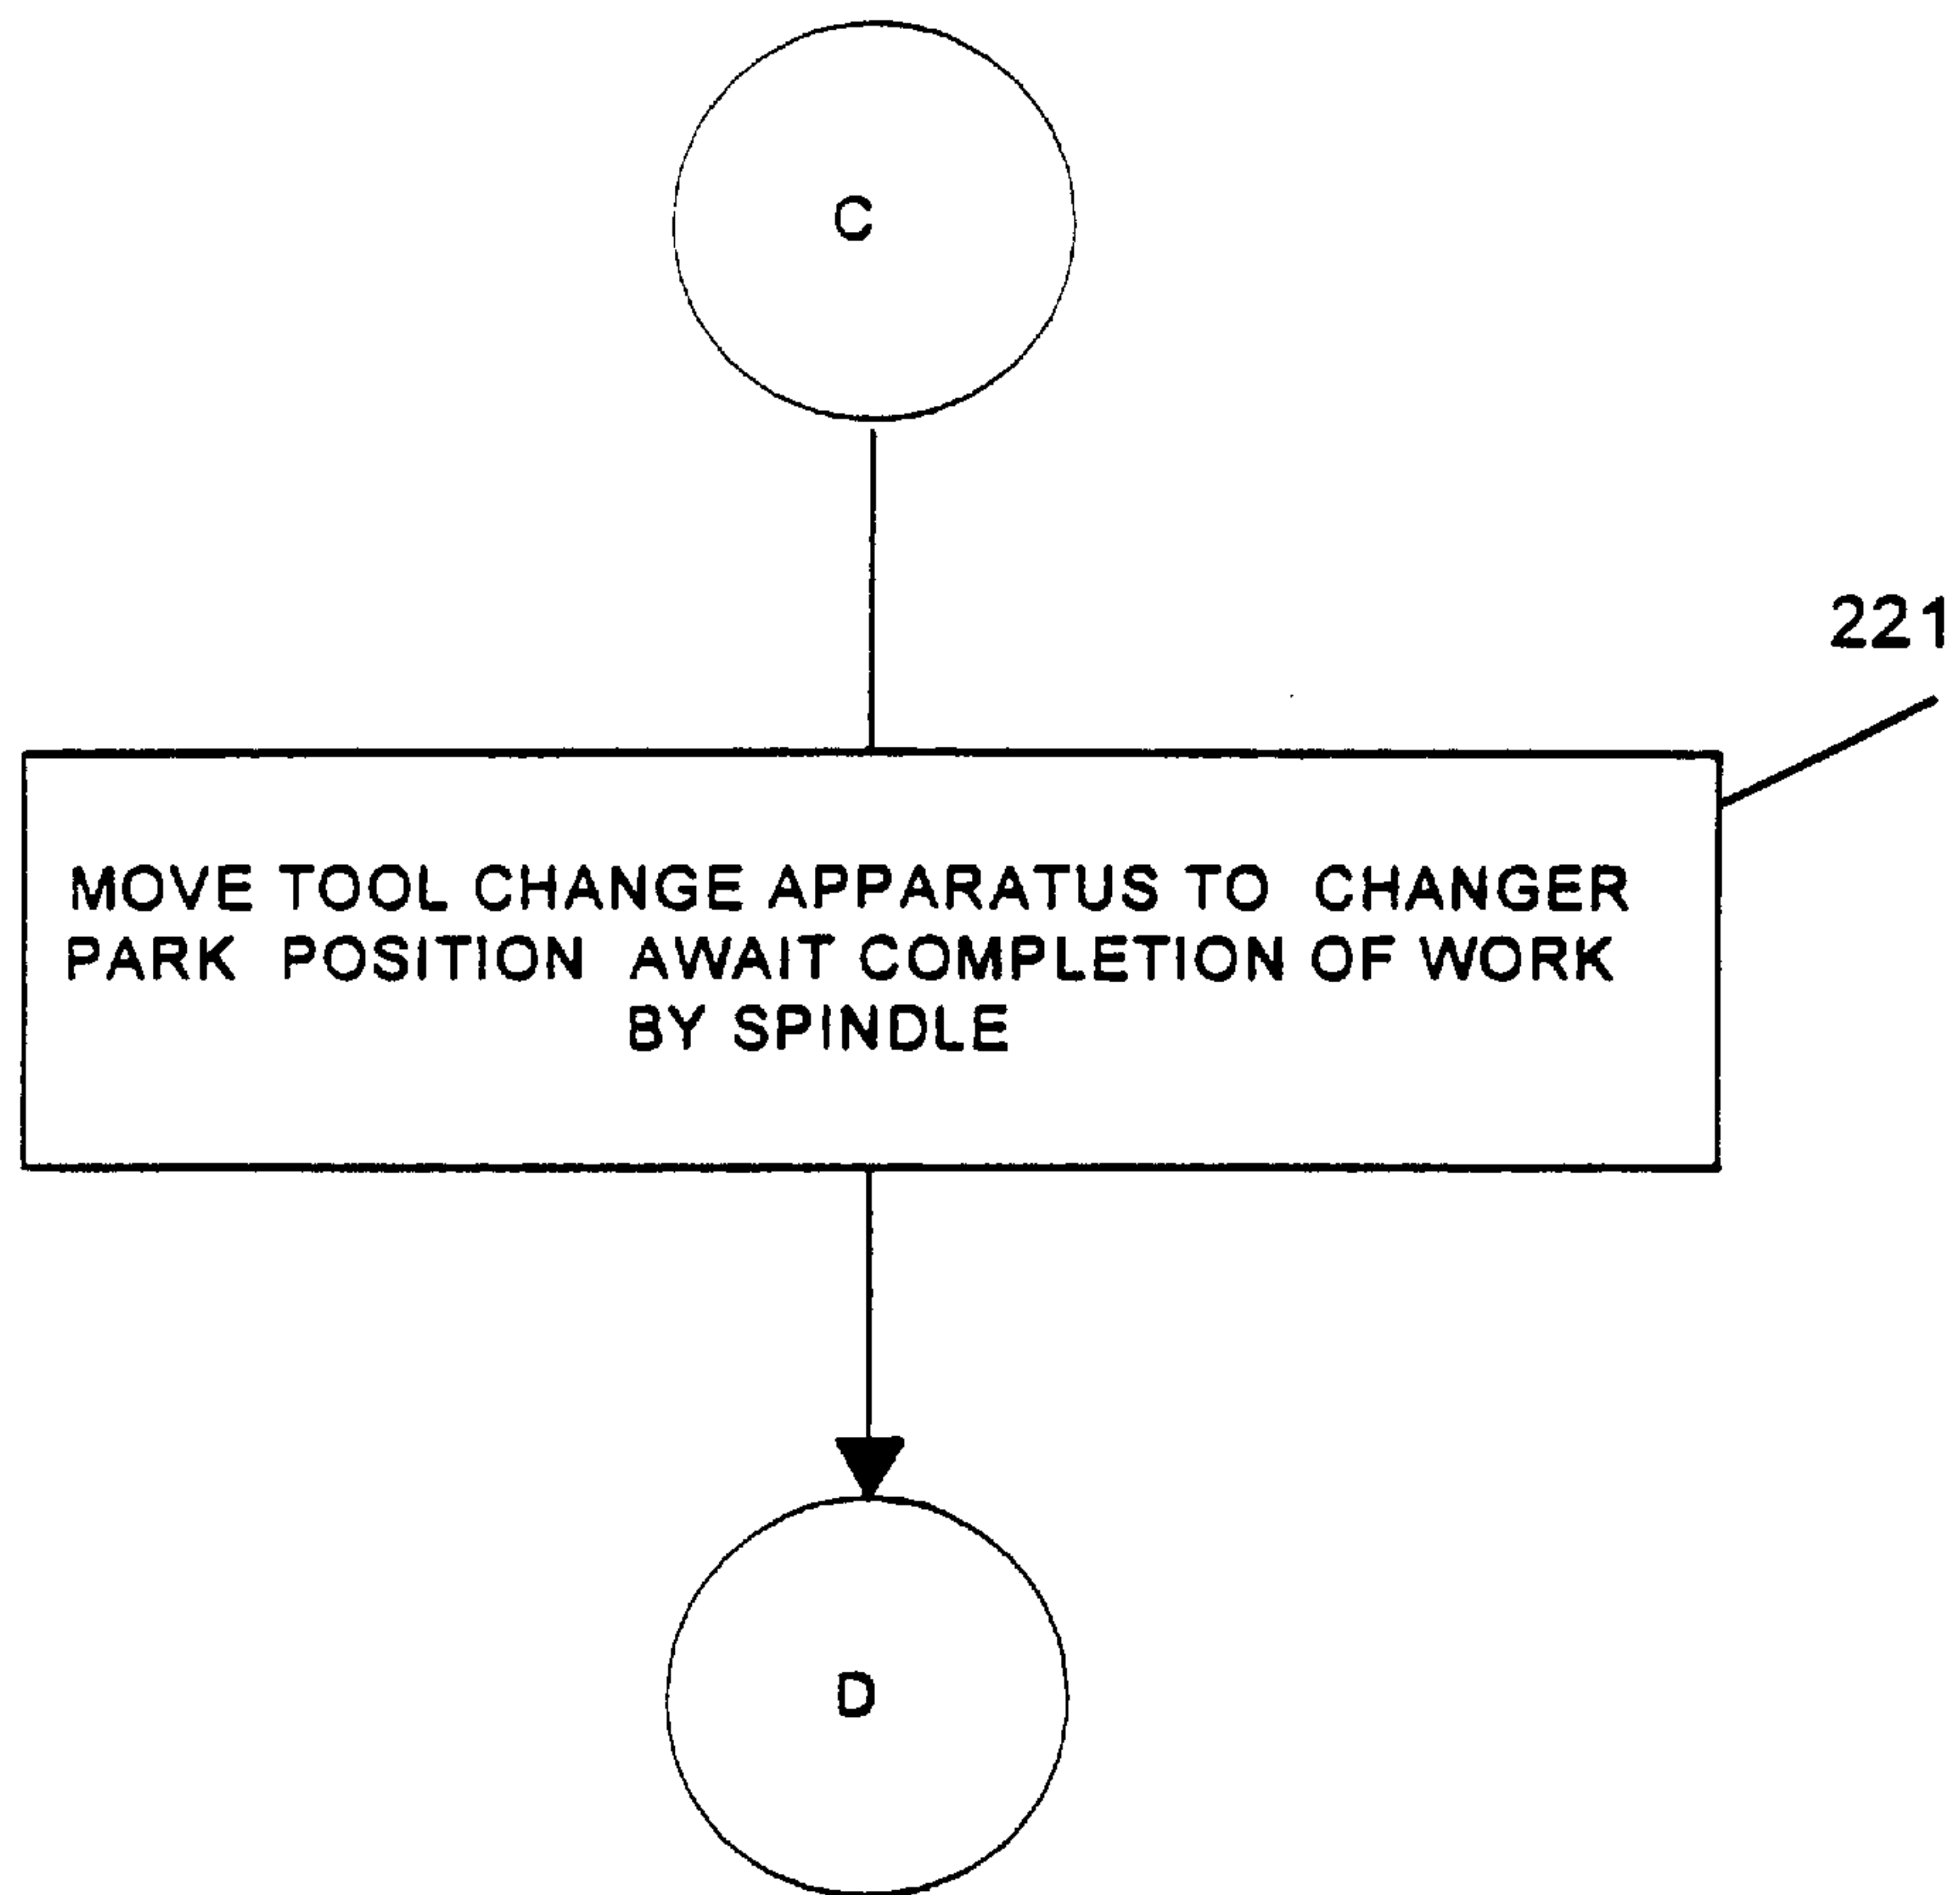 C
221
MOVE TOOL CHANGE APPARATUS TO CHANGER
PARK POSITION AWAIT COMPLETION OF WORK
BY SPINDLE
D